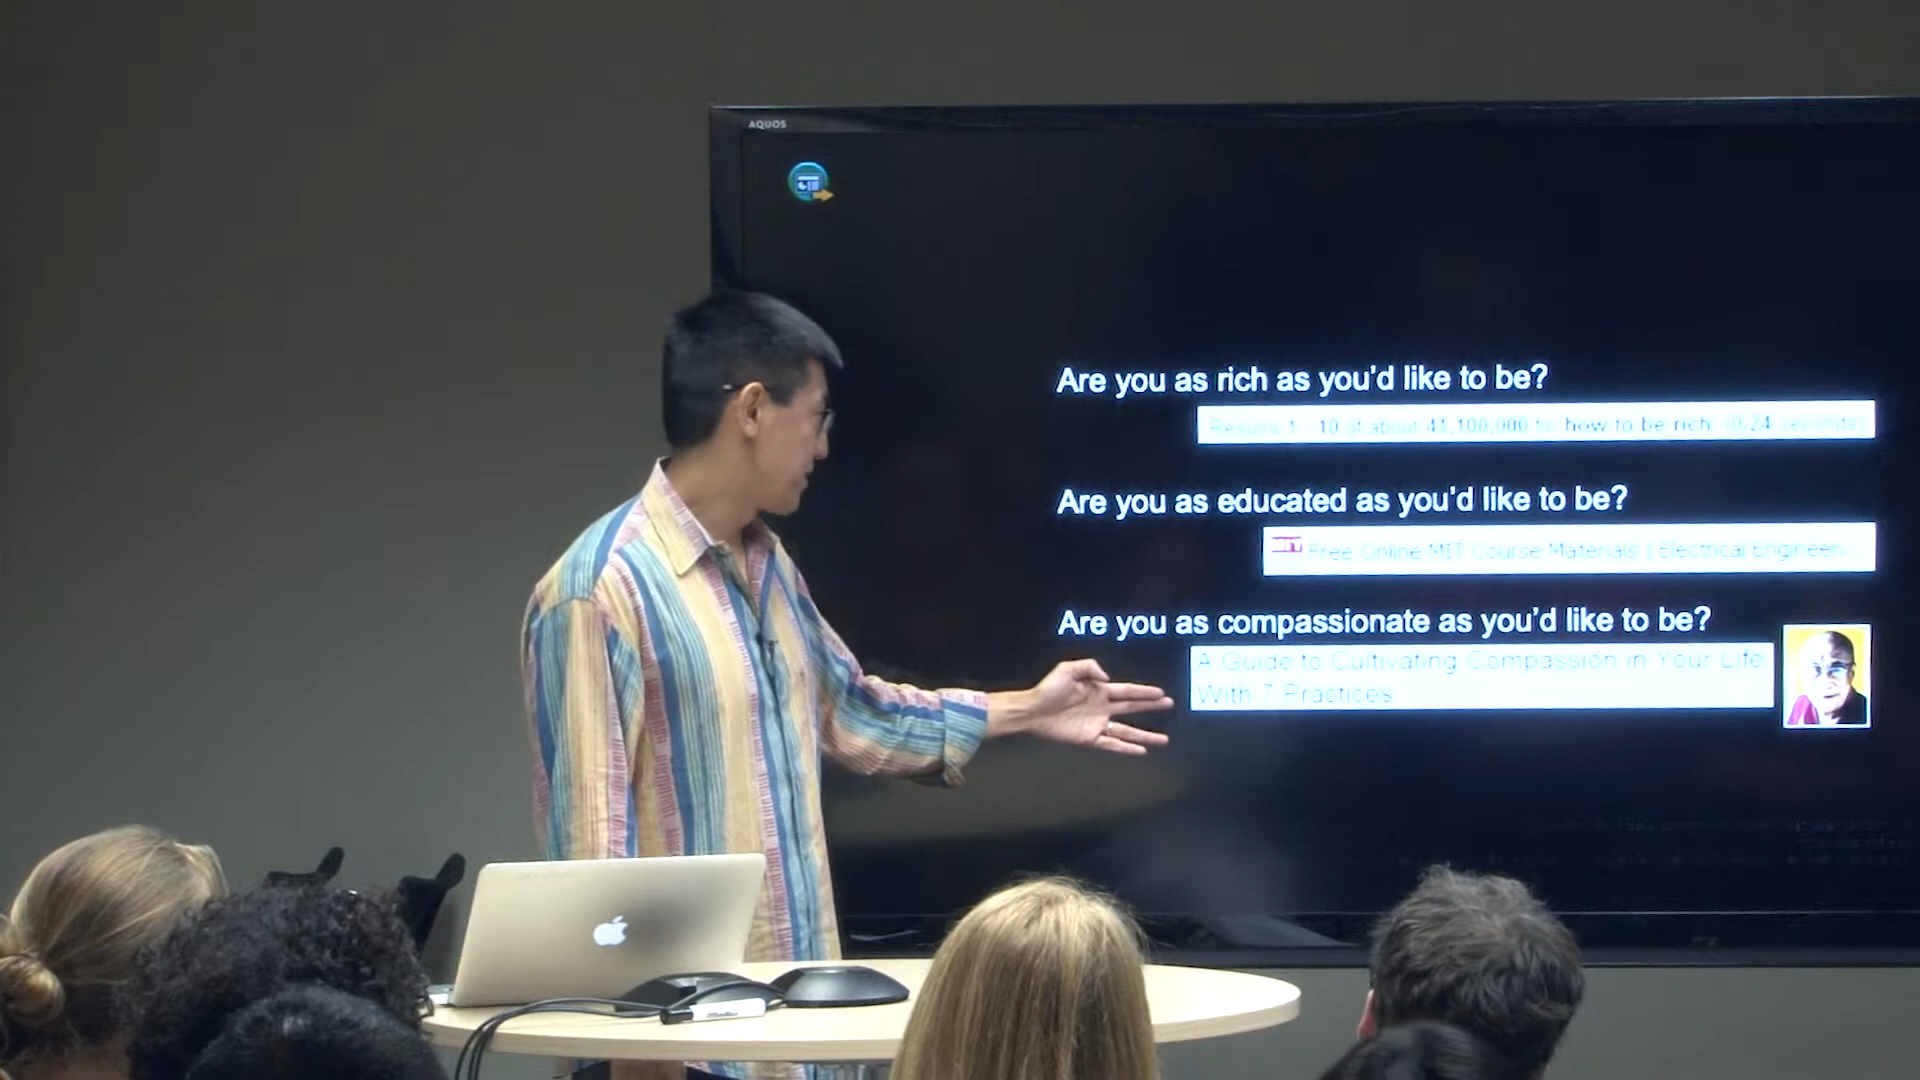 AQUOS
Are you as rich as you'd like to be?
Results 1 - 10 of about 41,100,000 for how to be rich (0.24 seconds)
Are you as educated as you'd like to be?
MIT Free Online MIT Course Materials | Electrical Engineeri...
Are you as compassionate as you'd like to be?
A Guide to Cultivating Compassion in Your Life,
With 7 Practices